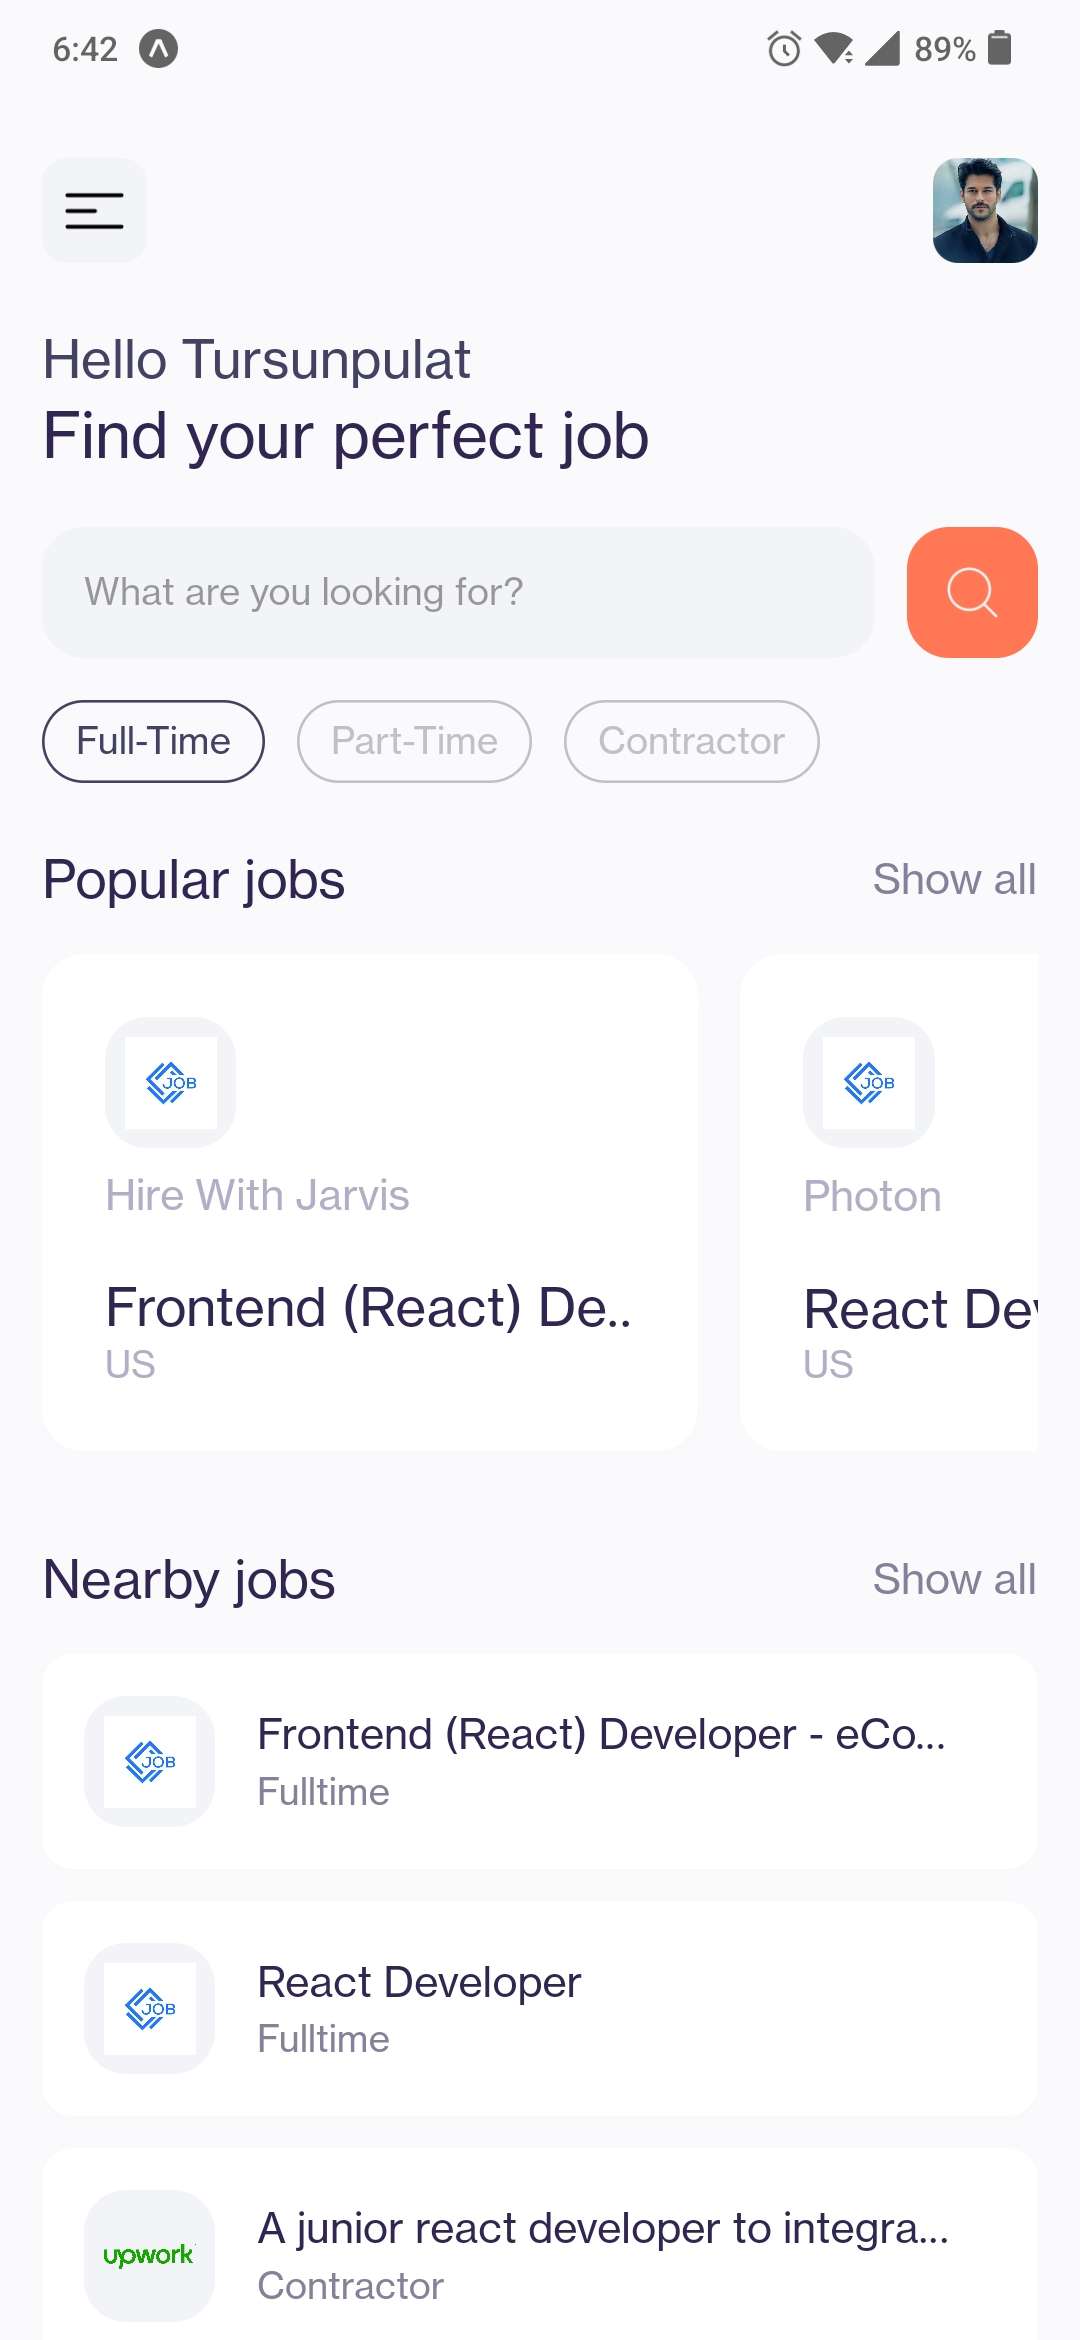 6:42
89%
Hello Tursunpulat
Find your perfect job
What are you looking for?
Full-Time Part-Time Contractor
Popular jobs Show all
JOB JOB
Hire With Jarvis Photon
Frontend (React) De.. React Dev
US US
Nearby jobs Show all
JOB
Frontend (React) Developer - eCo...
Fulltime
JOB
React Developer
Fulltime
upwork
A junior react developer to integra...
Contractor